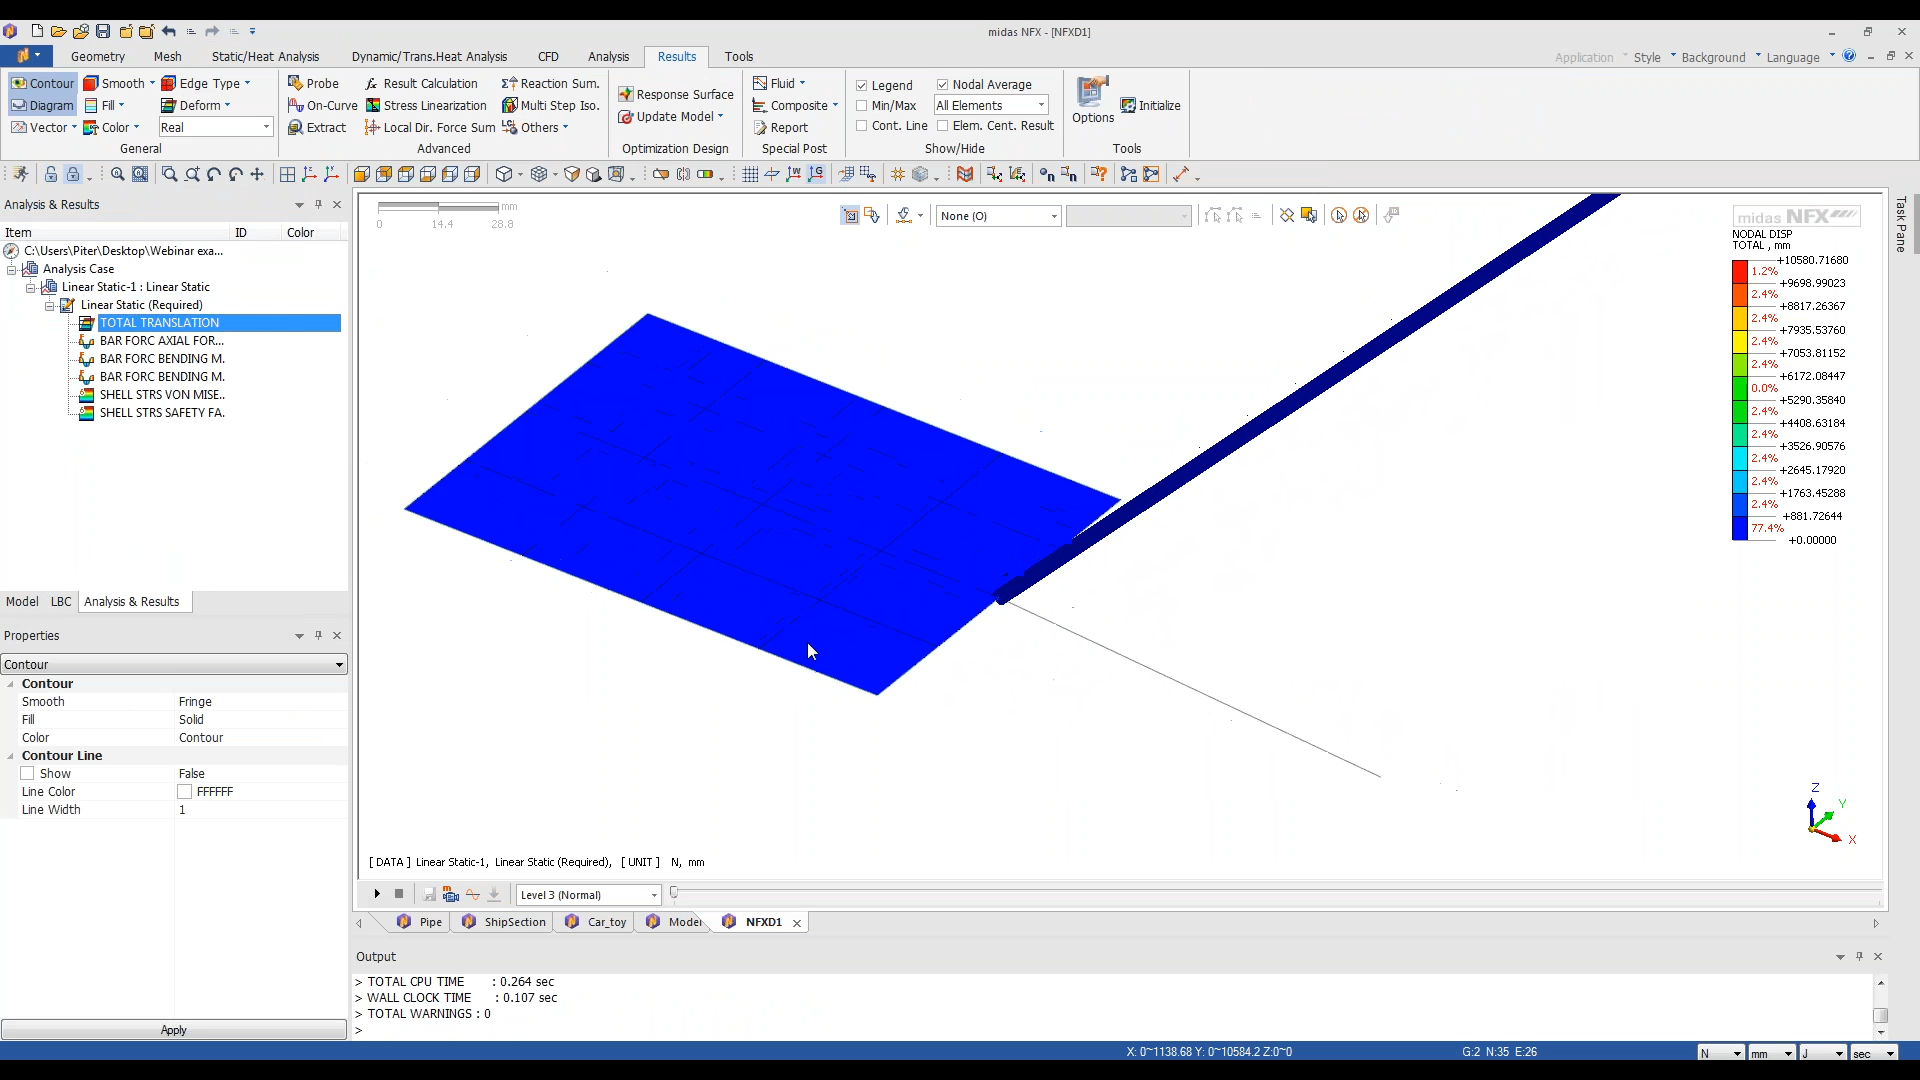 midas NFX - [NFXD1]
Geometry Mesh Static/Heat Analysis Dynamic/Trans.Heat Analysis CFD Analysis Results Tools
Application Style Background Language
Contour Smooth Edge Type
Diagram Fill Deform
Vector Color Real
General
Probe Result Calculation Reaction Sum.
On-Curve Stress Linearization Multi Step Iso.
Extract Local Dir. Force Sum Others
Advanced
Response Surface
Update Model
Optimization Design
Fluid
Composite
Report
Special Post
Legend Nodal Average
Min/Max All Elements
Cont. Line Elem. Cent. Result
Show/Hide
Options Initialize
Tools
Analysis & Results
Item ID Color
C:\Users\Piter\Desktop\Webinar exa...
Analysis Case
Linear Static-1 : Linear Static
Linear Static (Required)
TOTAL TRANSLATION
BAR FORC AXIAL FOR...
BAR FORC BENDING M.
BAR FORC BENDING M.
SHELL STRS VON MISE..
SHELL STRS SAFETY FA.
Model LBC Analysis & Results
Properties
Contour
Contour
Smooth Fringe
Fill Solid
Color Contour
Contour Line
Show False
Line Color FFFFFF
Line Width 1
Apply
mm
0 14.4 28.8
None (O)
midas NFX
NODAL DISP
TOTAL , mm
+10580.71680
1.2%
+9698.99023
2.4%
+8817.26367
2.4%
+7935.53760
2.4%
+7053.81152
2.4%
+6172.08447
0.0%
+5290.35840
2.4%
+4408.63184
2.4%
+3526.90576
2.4%
+2645.17920
2.4%
+1763.45288
2.4%
+881.72644
77.4%
+0.00000
Z
Y
X
[ DATA ] Linear Static-1, Linear Static (Required), [ UNIT ] N, mm
Level 3 (Normal)
Pipe ShipSection Car_toy Model NFXD1
Output
> TOTAL CPU TIME : 0.264 sec
> WALL CLOCK TIME : 0.107 sec
> TOTAL WARNINGS : 0
>
X: 0~1138.68 Y: 0~10584.2 Z:0~0 G:2 N:35 E:26 N mm J sec
Task Pane